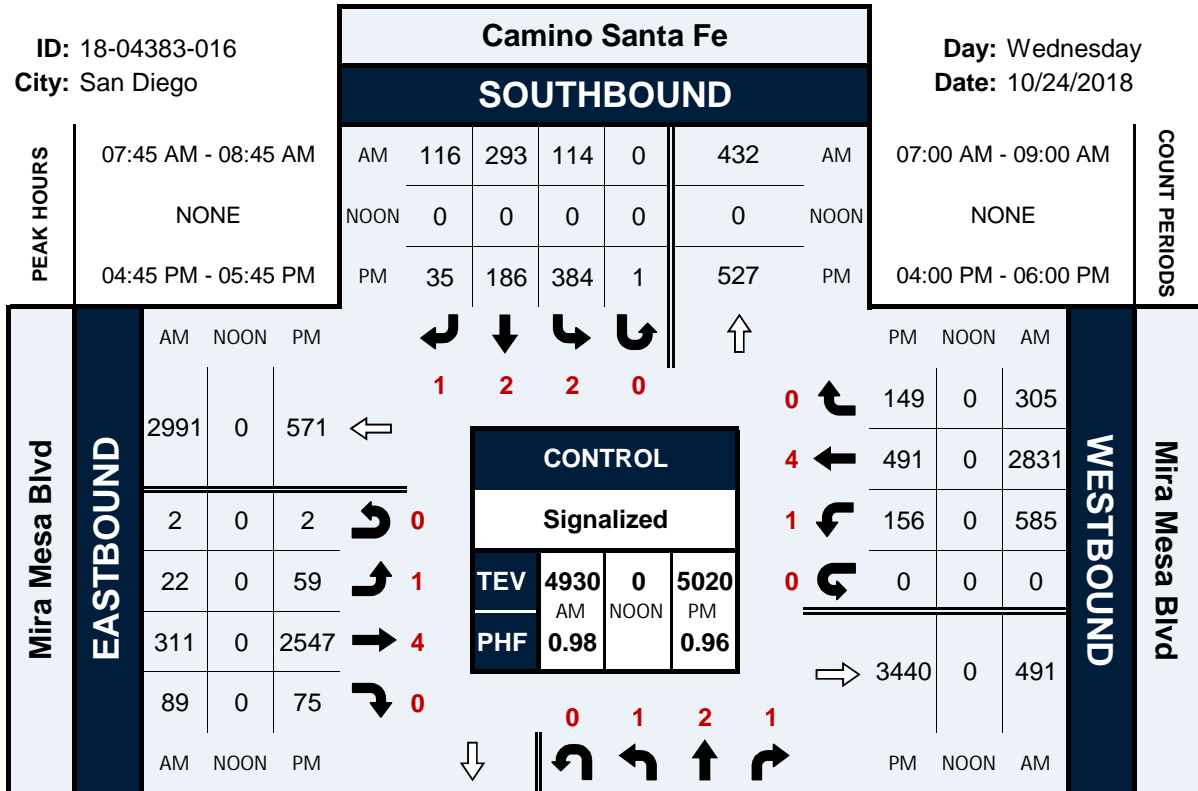 ID: 18-04383-016
City: San Diego
Camino Santa Fe
SOUTHBOUND
Day: Wednesday
Date: 10/24/2018
PEAK HOURS
07:45 AM - 08:45 AM
NONE
04:45 PM - 05:45 PM
AM 116 293 114 0 432 AM
NOON 0 0 0 0 0 NOON
PM 35 186 384 1 527 PM
07:00 AM - 09:00 AM
NONE
04:00 PM - 06:00 PM
COUNT PERIODS
1 2 2 0
Mira Mesa Blvd
EASTBOUND
AM NOON PM
2991 0 571
2 0 2 0
22 0 59 1
311 0 2547 4
89 0 75 0
AM NOON PM
CONTROL
Signalized
TEV 4930 0 5020
AM NOON PM
PHF 0.98 0.96
PM NOON AM
0 149 0 305
4 491 0 2831
1 156 0 585
0 0 0 0
3440 0 491
PM NOON AM
WESTBOUND
Mira Mesa Blvd
0 1 2 1